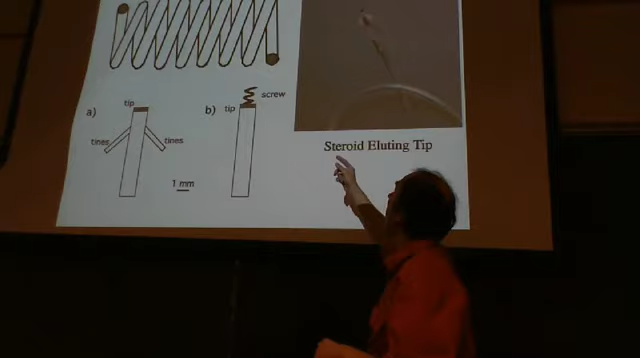 tip
screw
a)
b)
tip
tines
tines
Steroid Eluting Tip
1 mm